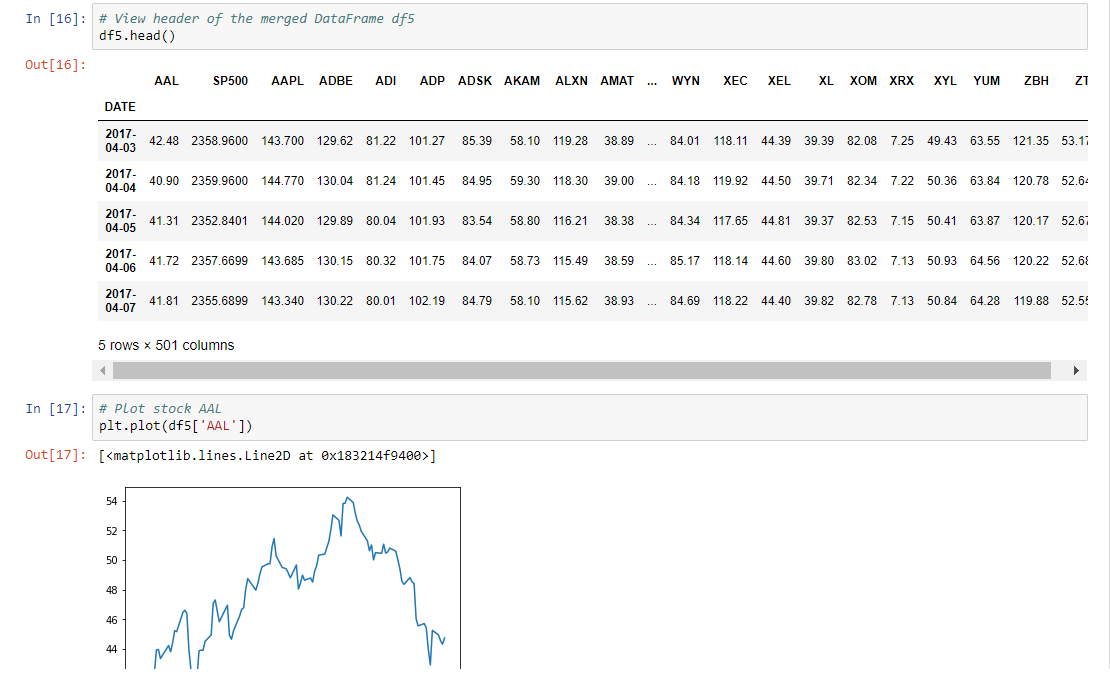 In [16]: # View header of the merged DataFrame df5
df5.head()
Out[16]:
AAL SP500 AAPL ADBE ADI ADP ADSK AKAM ALXN AMAT ... WYN XEC XEL XL XOM XRX XYL YUM ZBH ZT
DATE
2017-
04-03 42.48 2358.9600 143.700 129.62 81.22 101.27 85.39 58.10 119.28 38.89 ... 84.01 118.11 44.39 39.39 82.08 7.25 49.43 63.55 121.35 53.17
2017-
04-04 40.90 2359.9600 144.770 130.04 81.24 101.45 84.95 59.30 118.30 39.00 ... 84.18 119.92 44.50 39.71 82.34 7.22 50.36 63.84 120.78 52.64
2017-
04-05 41.31 2352.8401 144.020 129.89 80.04 101.93 83.54 58.80 116.21 38.38 ... 84.34 117.65 44.81 39.37 82.53 7.15 50.41 63.87 120.17 52.67
2017-
04-06 41.72 2357.6699 143.685 130.15 80.32 101.75 84.07 58.73 115.49 38.59 ... 85.17 118.14 44.60 39.80 83.02 7.13 50.93 64.56 120.22 52.68
2017-
04-07 41.81 2355.6899 143.340 130.22 80.01 102.19 84.79 58.10 115.62 38.93 ... 84.69 118.22 44.40 39.82 82.78 7.13 50.84 64.28 119.88 52.55
5 rows × 501 columns
In [17]: # Plot stock AAL
plt.plot(df5['AAL'])
Out[17]: [<matplotlib.lines.Line2D at 0x183214f9400>]
54
52
50
48
46
44